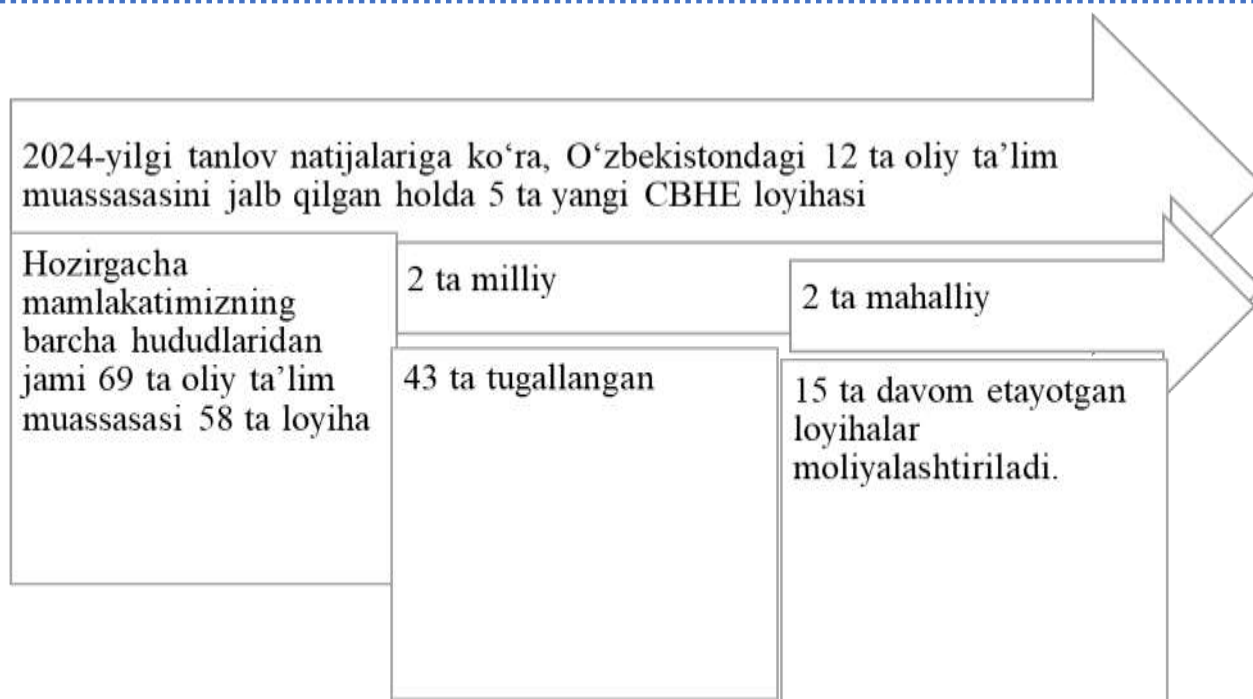 2024-yilgi tanlov natijalariga ko‘ra, O‘zbekistondagi 12 ta oliy ta’lim
muassasasini jalb qilgan holda 5 ta yangi CBHE loyihasi
Hozirgacha
mamlakatimizning
barcha hududlaridan
jami 69 ta oliy ta’lim
muassasasi 58 ta loyiha
2 ta milliy
43 ta tugallangan
2 ta mahalliy
15 ta davom etayotgan
loyihalar
moliyalashtiriladi.